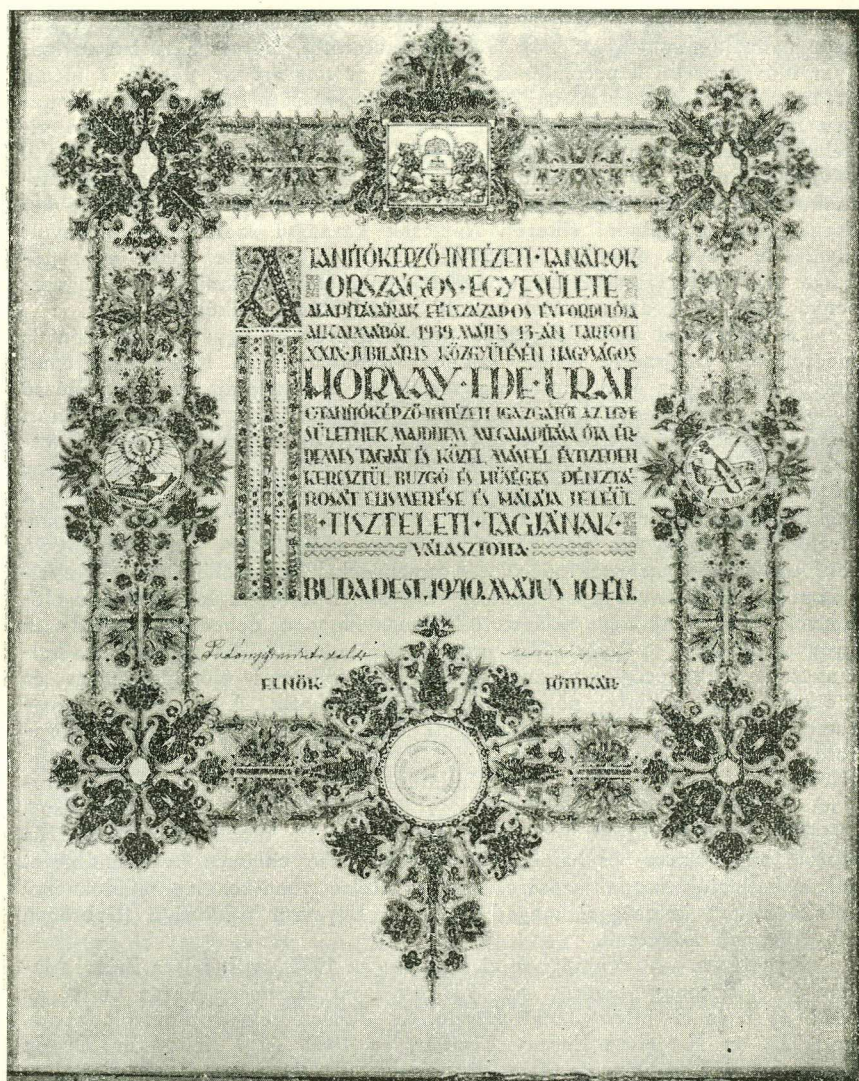 A TANÍTÓKÉPZŐ-INTÉZETI·TANÁROK
ORSZÁGOS·EGYESÜLETE
ALAPÍTÁSÁNAK FÉLSZÁZADOS ÉVFORDULÓJA
ALKALMÁBÓL 1939. MÁJUS 13-ÁN TARTOTT
XXIX·JUBILÁRIS KÖZGYŰLÉSÉN NAGYSÁGOS
HORVAY·EDE·URAT
C·TANÍTÓKÉPZŐ-INTÉZETI IGAZGATÓT AZ EGYE
SÜLETNEK MAJDNEM MEGALAPÍTÁSA ÓTA ÉR-
DEMES TAGJÁT ÉS KÖZEL MÁSFÉL ÉVTIZEDEN
KERESZTÜL BUZGÓ ÉS HŰSÉGES PÉNZTÁ-
ROSÁT ELISMERÉSE ÉS HÁLÁJA JELÉÜL
·TISZTELETI·TAGJÁNAK·
VÁLASZTOTTA·
BUDAPEST, 1940. MÁJUS 10-ÉN.
ELNÖK· FŐTITKÁR·